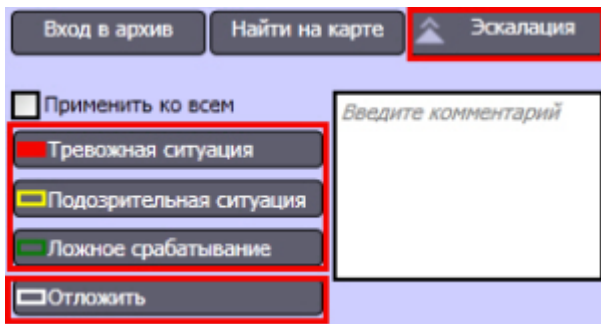 Вход в архив
Найти на карте
Эскалация
Применить ко всем
Введите комментарий
Тревожная ситуация
Подозрительная ситуация
Ложное срабатывание
Отложить